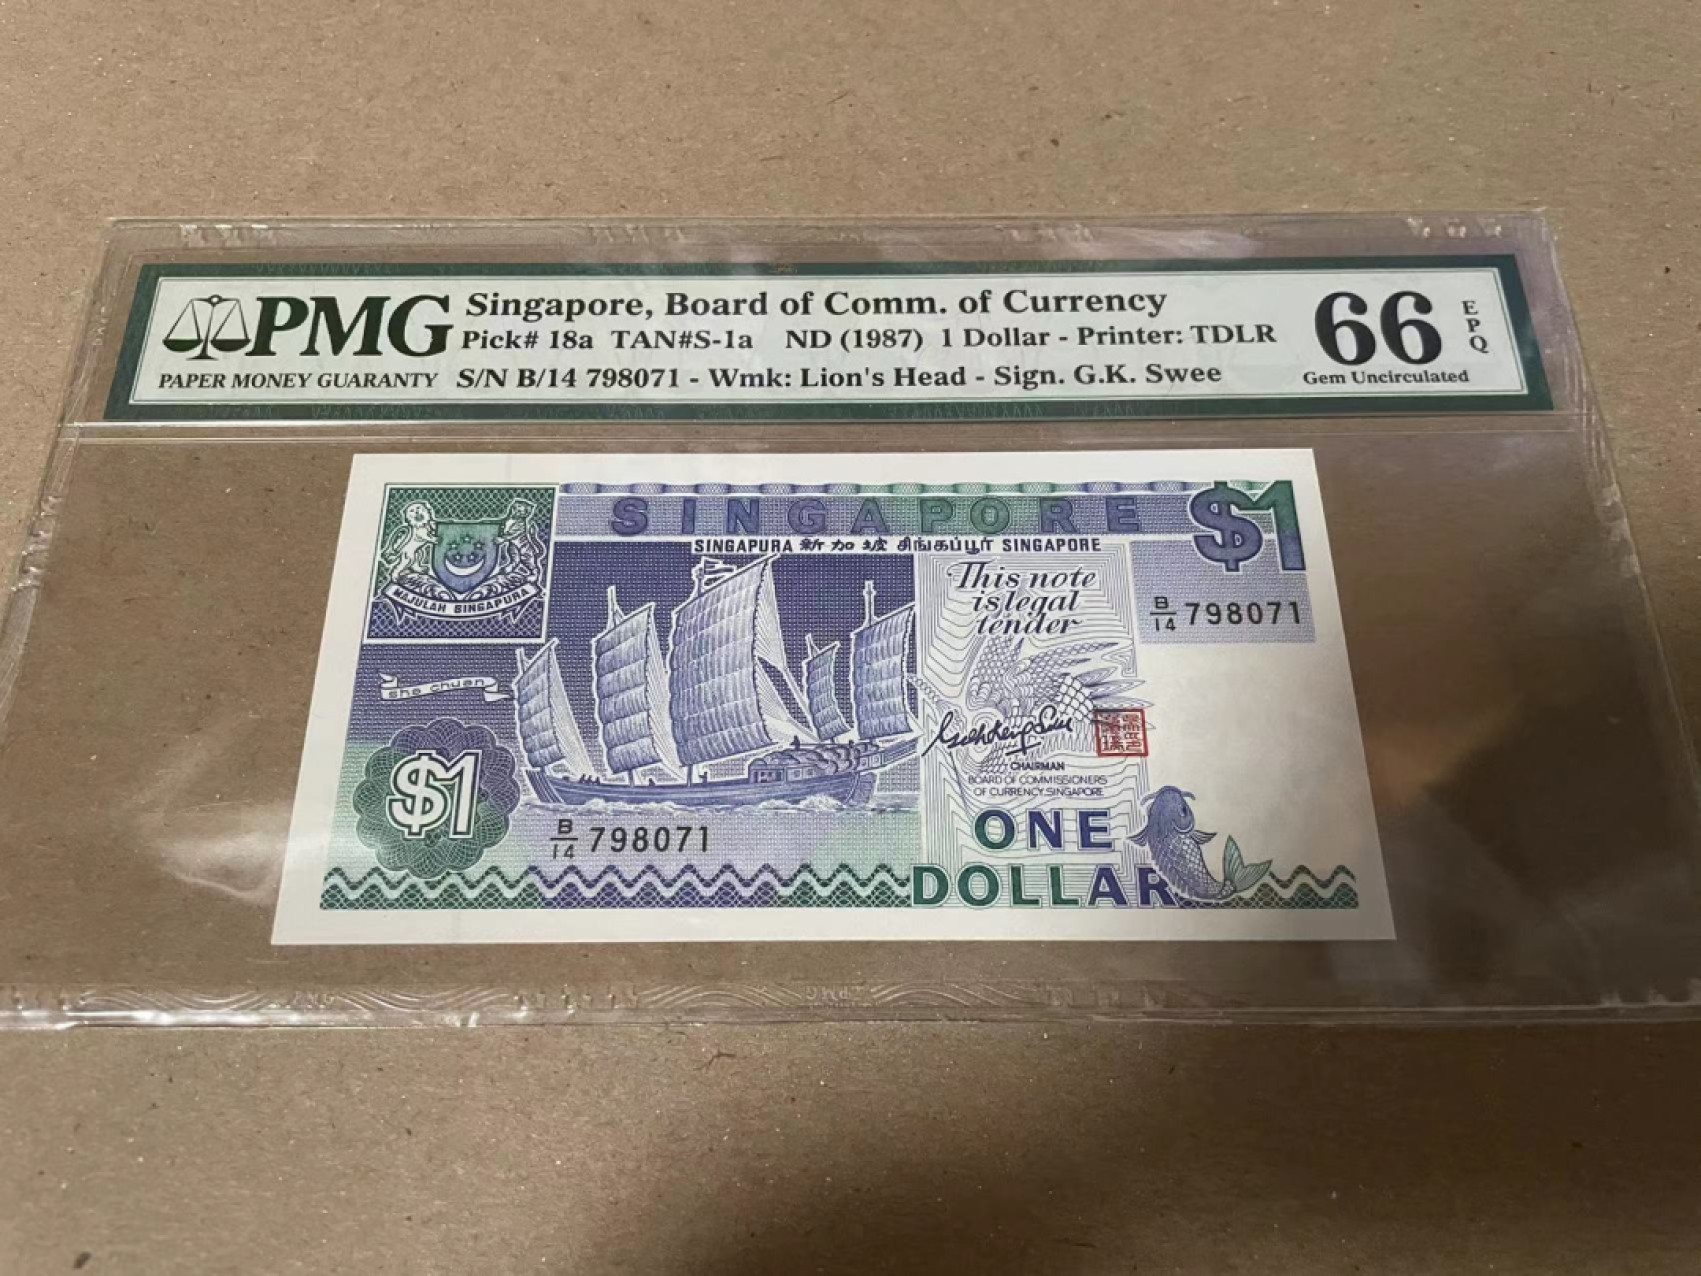 PMG
PAPER MONEY GUARANTY
Singapore, Board of Comm. of Currency
Pick# 18a TAN#S-1a ND (1987) 1 Dollar - Printer: TDLR
S/N B/14 798071 - Wmk: Lion's Head - Sign. G.K. Swee
66
EPQ
Gem Uncirculated
SINGAPORE
$1
SINGAPURA 新加坡 சிங்கப்பூர் SINGAPORE
MAJULAH SINGAPURA
This note
is legal
tender
B/14 798071
sha chuan
$1
CHAIRMAN
BOARD OF COMMISSIONERS
OF CURRENCY, SINGAPORE
B/14 798071
ONE
DOLLAR
PMG